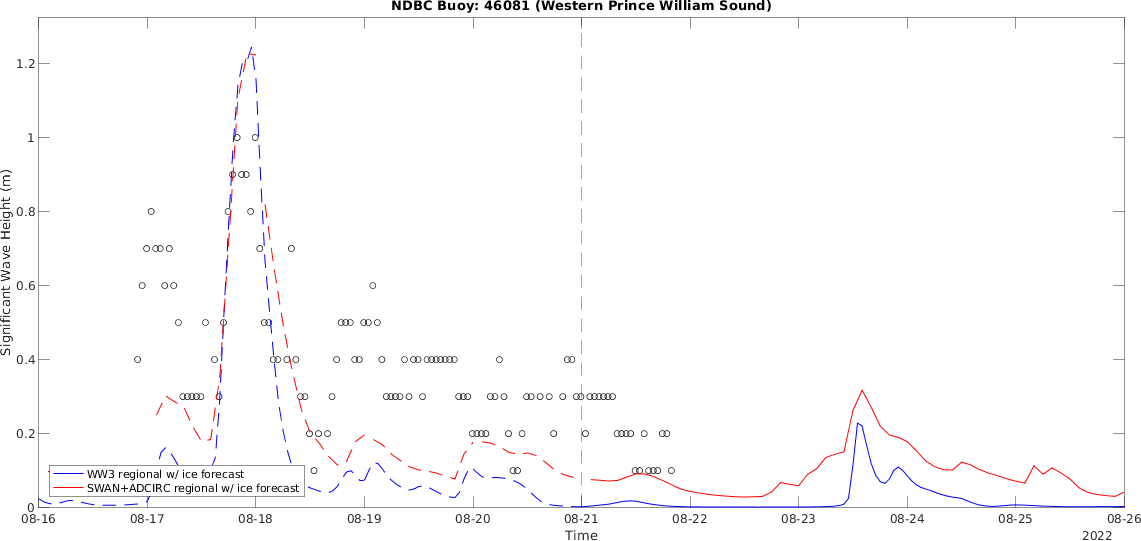 NDBC Buoy: 46081 (Western Prince William Sound)
Significant Wave Height (m)
1.2
1
0.8
0.6
0.4
0.2
0
WW3 regional w/ ice forecast
SWAN+ADCIRC regional w/ ice forecast
08-16 08-17 08-18 08-19 08-20 08-21 08-22 08-23 08-24 08-25 08-26
Time
2022